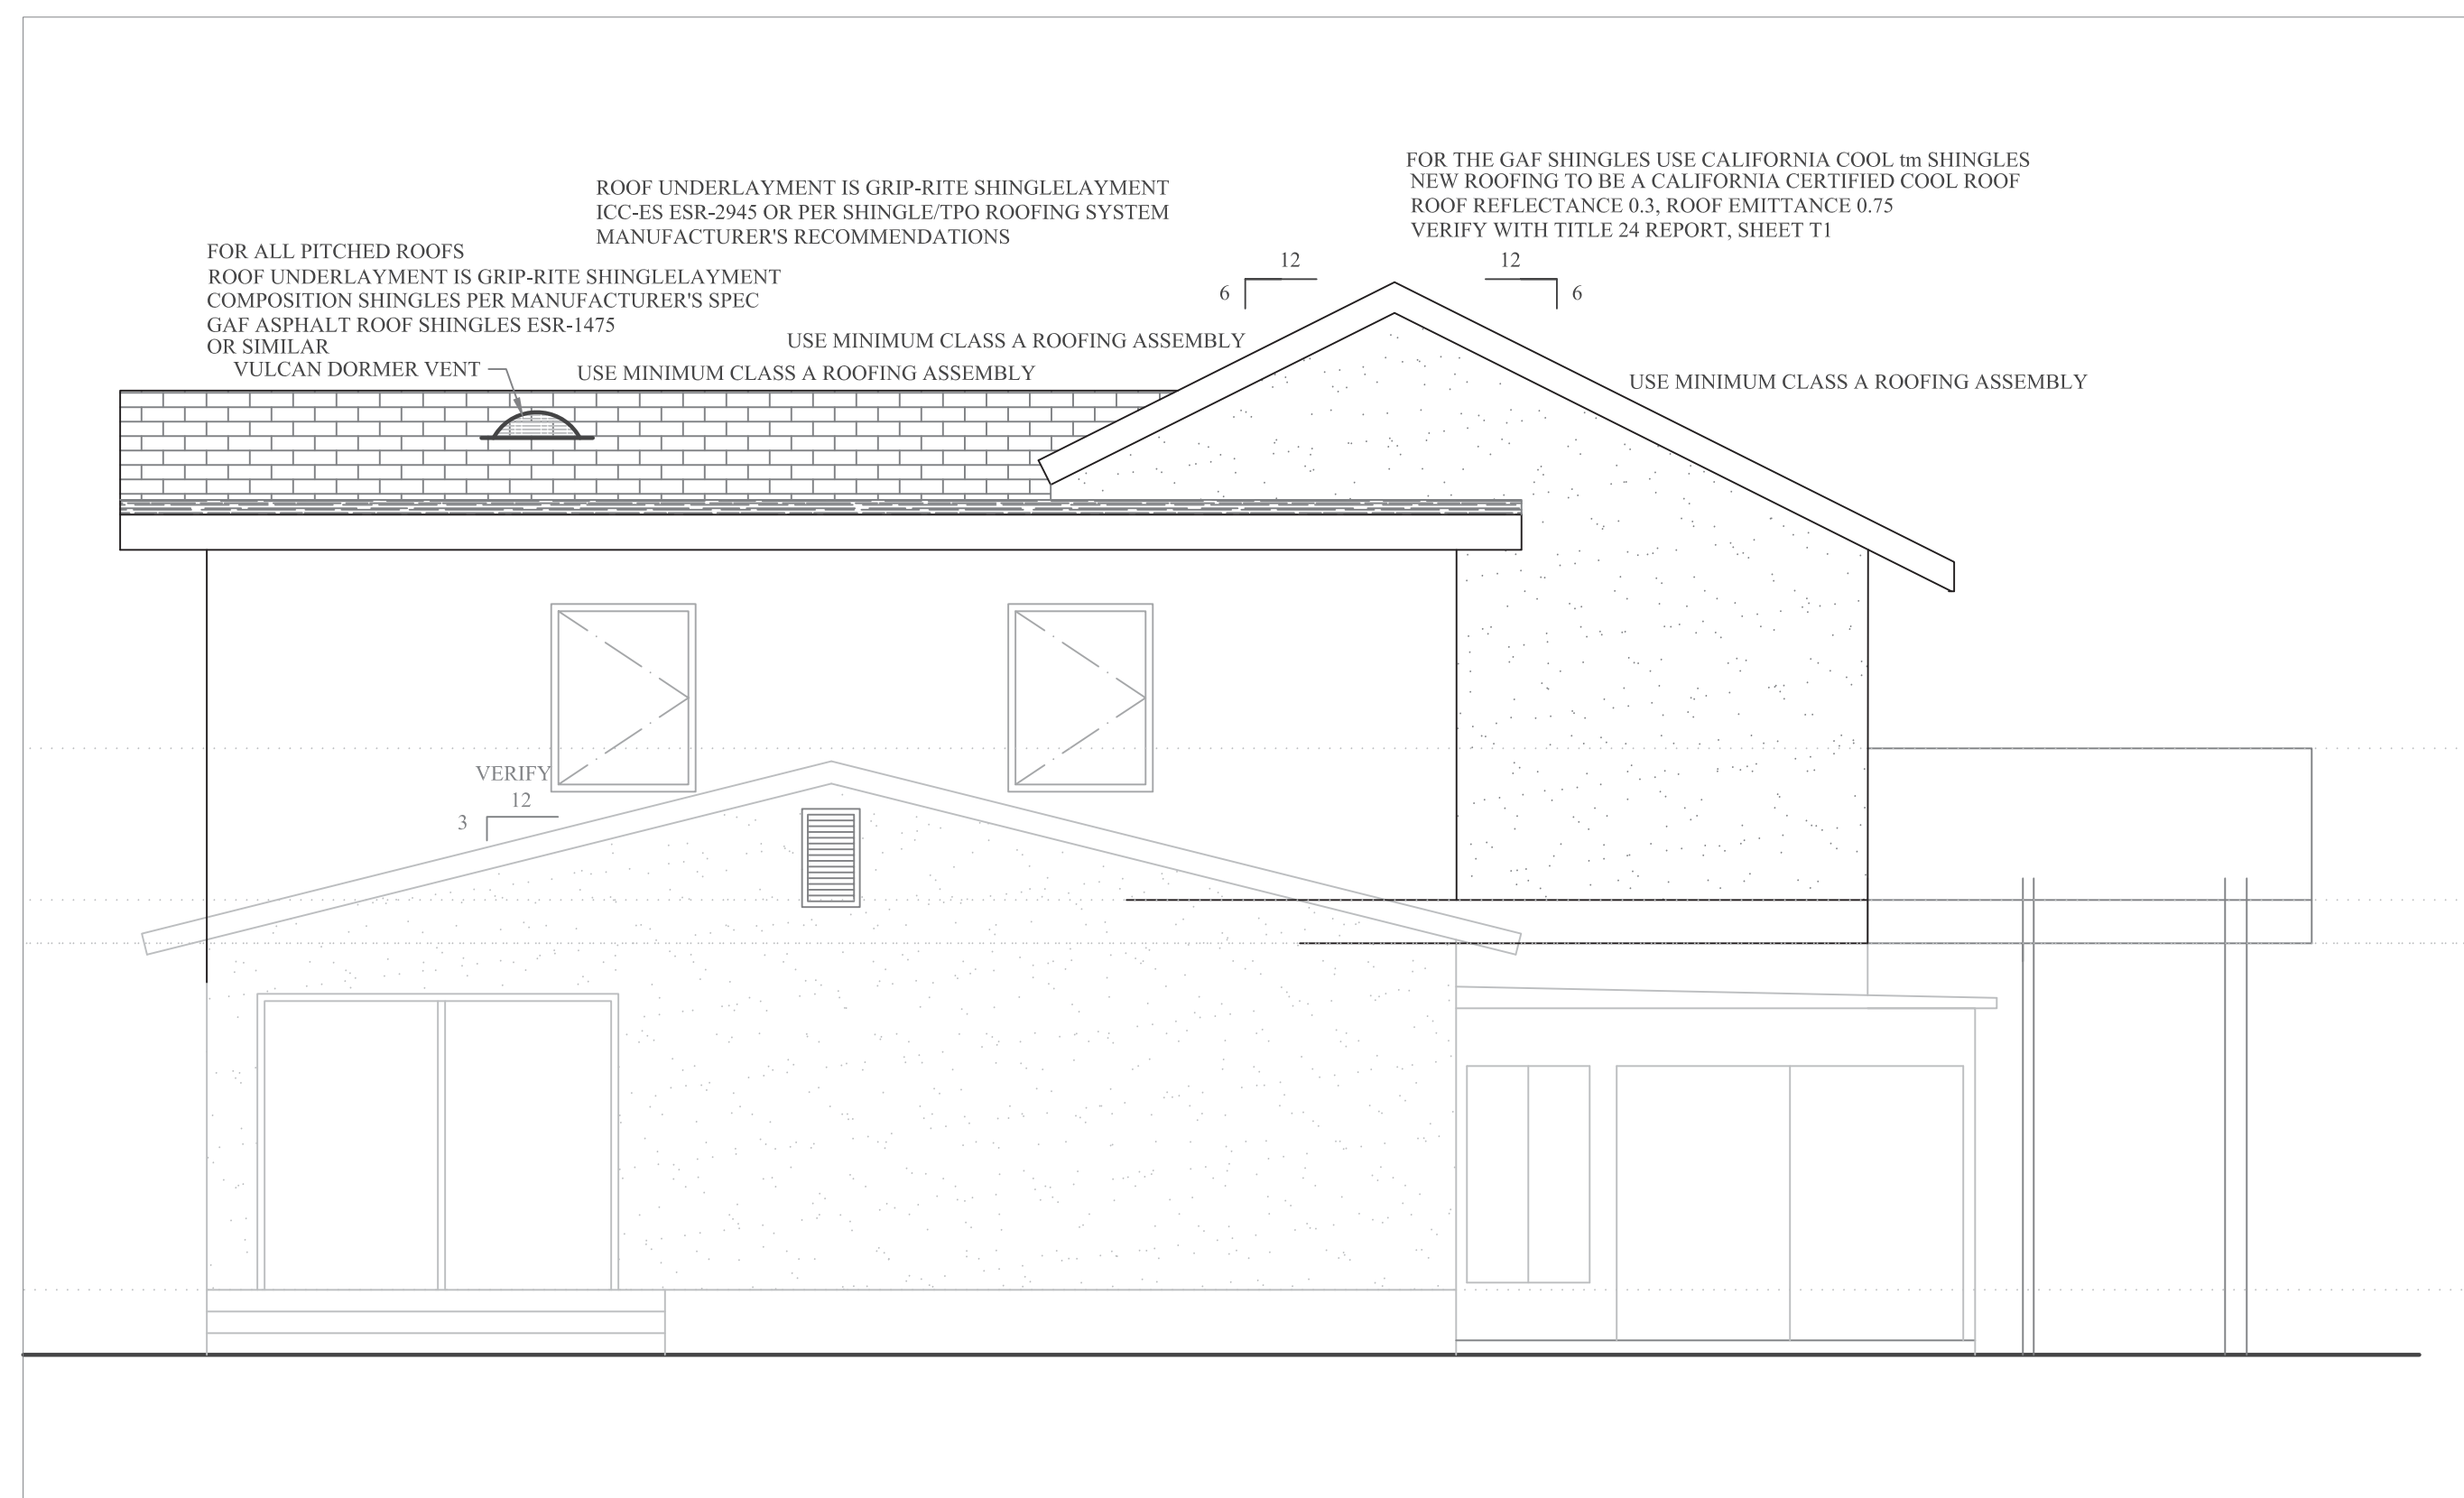 FOR THE GAF SHINGLES USE CALIFORNIA COOL tm SHINGLES
NEW ROOFING TO BE A CALIFORNIA CERTIFIED COOL ROOF
ROOF REFLECTANCE 0.3, ROOF EMITTANCE 0.75
VERIFY WITH TITLE 24 REPORT, SHEET T1
ROOF UNDERLAYMENT IS GRIP-RITE SHINGLELAYMENT
ICC-ES ESR-2945 OR PER SHINGLE/TPO ROOFING SYSTEM
MANUFACTURER'S RECOMMENDATIONS
FOR ALL PITCHED ROOFS
ROOF UNDERLAYMENT IS GRIP-RITE SHINGLELAYMENT
COMPOSITION SHINGLES PER MANUFACTURER'S SPEC
GAF ASPHALT ROOF SHINGLES ESR-1475
OR SIMILAR
VULCAN DORMER VENT
USE MINIMUM CLASS A ROOFING ASSEMBLY
USE MINIMUM CLASS A ROOFING ASSEMBLY
12
6
12
6
USE MINIMUM CLASS A ROOFING ASSEMBLY
VERIFY
12
3